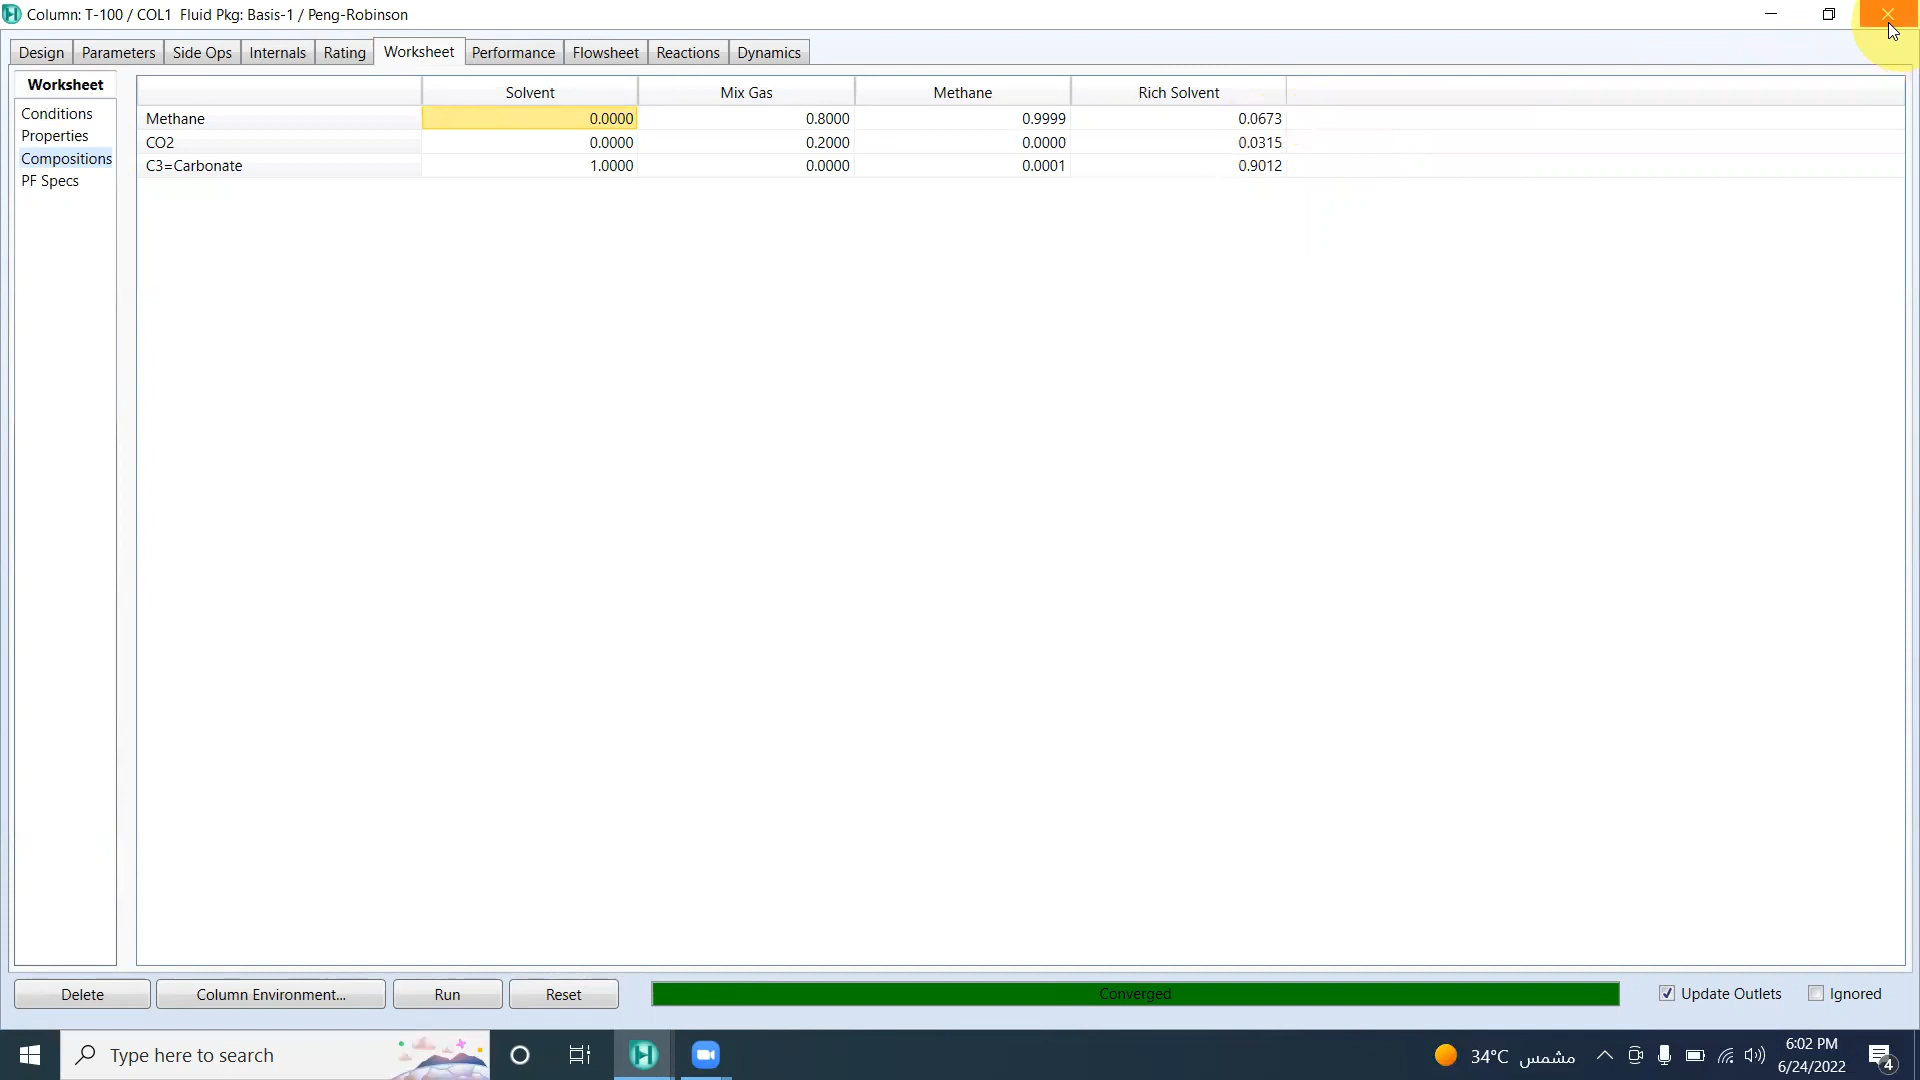 Column: T-100 / COL1 Fluid Pkg: Basis-1 / Peng-Robinson
Design Parameters Side Ops Internals Rating Worksheet Performance Flowsheet Reactions Dynamics
Worksheet
Conditions
Properties
Compositions
PF Specs
Solvent Mix Gas Methane Rich Solvent
Methane 0.0000 0.8000 0.9999 0.0673
CO2 0.0000 0.2000 0.0000 0.0315
C3=Carbonate 1.0000 0.0000 0.0001 0.9012
Delete Column Environment... Run Reset Converged Update Outlets Ignored
Type here to search
34°C مشمس
6:02 PM
6/24/2022
4